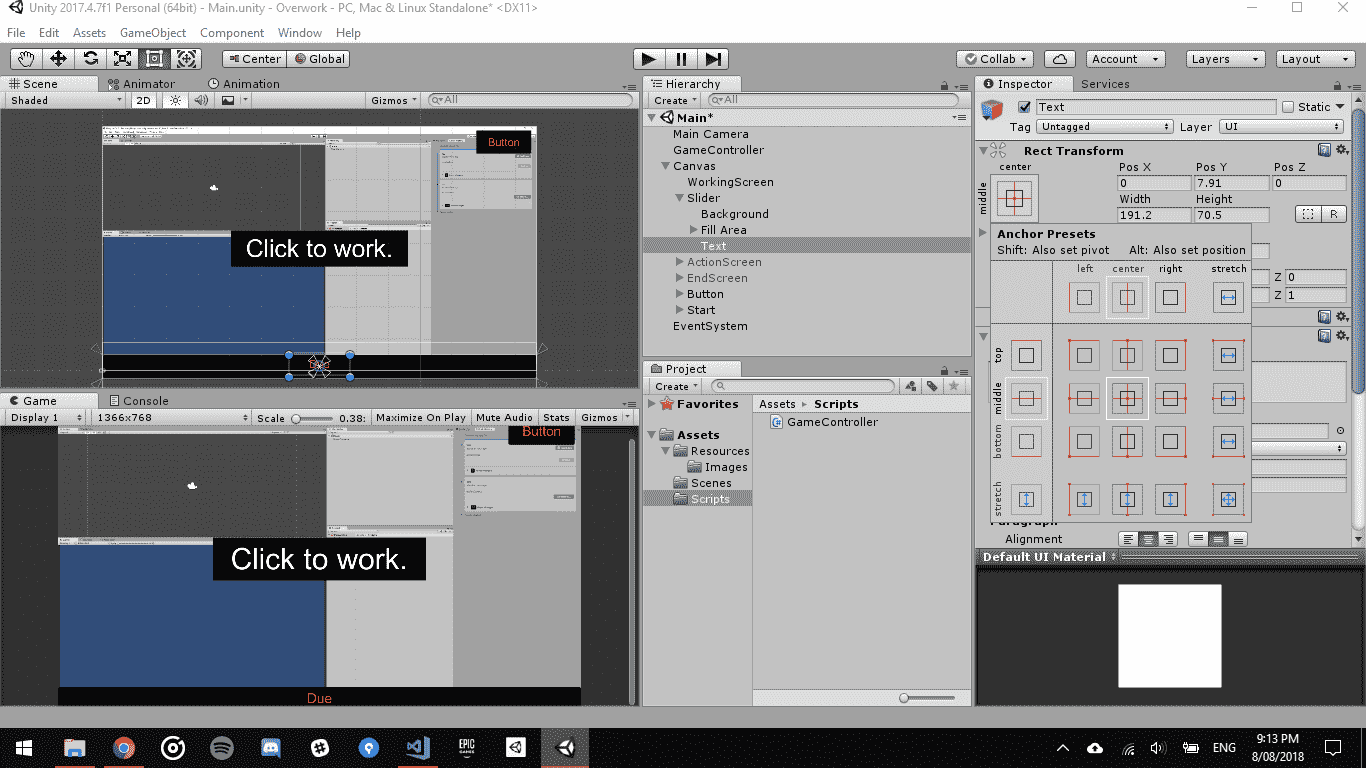 Unity 2017.4.7f1 Personal (64bit) - Main.unity - Overwork - PC, Mac & Linux Standalone* <DX11>
File Edit Assets GameObject Component Window Help
Center Global
Collab Account Layers Layout
Scene Animator Animation
Shaded 2D Gizmos All
Button
Click to work.
Game Console
Display 1 1366x768 Scale 0.38: Maximize On Play Mute Audio Stats Gizmos
Button
Click to work.
Due
Hierarchy
Create All
Main*
Main Camera
GameController
Canvas
WorkingScreen
Slider
Background
Fill Area
Text
ActionScreen
EndScreen
Button
Start
EventSystem
Project
Create
Favorites
Assets
Resources
Images
Scenes
Scripts
Assets Scripts
GameController
Inspector Services
Text Static
Tag Untagged Layer UI
Rect Transform
center Pos X Pos Y Pos Z
middle 0 7.91 0
Width Height
191.2 70.5 R
Anchor Presets
Shift: Also set pivot Alt: Also set position
left center right stretch
top
middle
bottom
stretch
Z 0
Z 1
Paragraph
Alignment
Default UI Material
EPIC GAMES
ENG
9:13 PM
8/08/2018